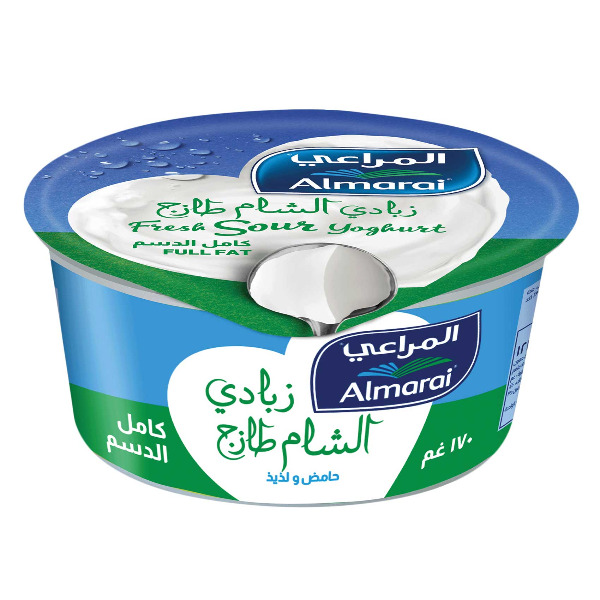 المراعي
Almarai
زبادي الشام طازج
Fresh Sour Yoghurt
كامل الدسم
FULL FAT
المراعي
Almarai
زبادي
الشام طازج
حامض و لذيذ
كامل
الدسم
١٧٠ غم